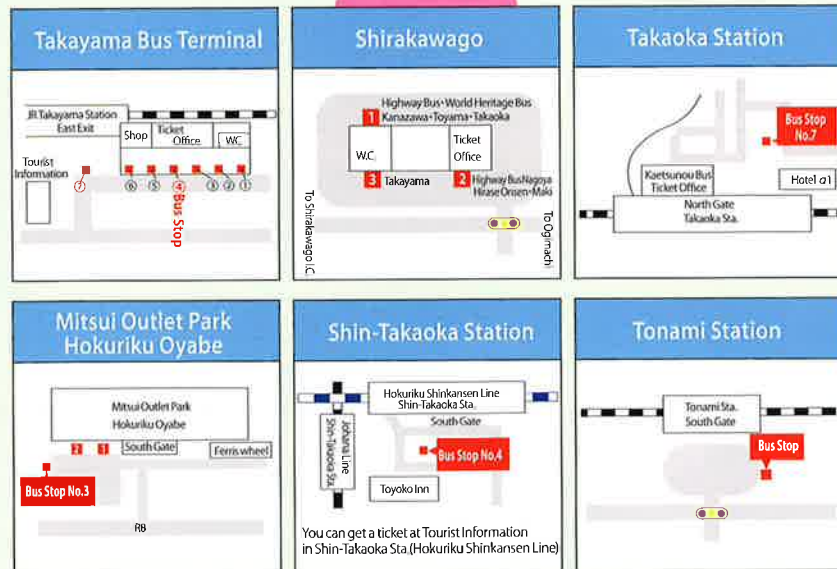 Takayama Bus Terminal
JR Takayama Station
East Exit
Shop
Ticket
Office
WC
Tourist
Information
⑦
⑥
⑤
④
③
②
①
Bus Stop
Shirakawago
Highway Bus・World Heritage Bus
1
Kanazawa・Toyama・Takaoka
W.C
Ticket
Office
3
Takayama
2
Highway BusNagoya
Hirase Onsen・Maki
To Shirakawago I.C.
To Ogimachi
Takaoka Station
Bus Stop
No.7
Kaetsunou Bus
Ticket Office
Hotel α1
North Gate
Takaoka Sta.
Mitsui Outlet Park
Hokuriku Oyabe
Mitsui Outlet Park
Hokuriku Oyabe
2
1
South Gate
Ferris wheel
Bus Stop No.3
R8
Shin-Takaoka Station
Hokuriku Shinkansen Line
Shin-Takaoka Sta.
South Gate
Johana Line
Shin-Takaoka Sta.
Bus Stop No.4
Toyoko Inn
You can get a ticket at Tourist Information
in Shin-Takaoka Sta.(Hokuriku Shinkansen Line)
Tonami Station
Tonami Sta.
South Gate
Bus Stop